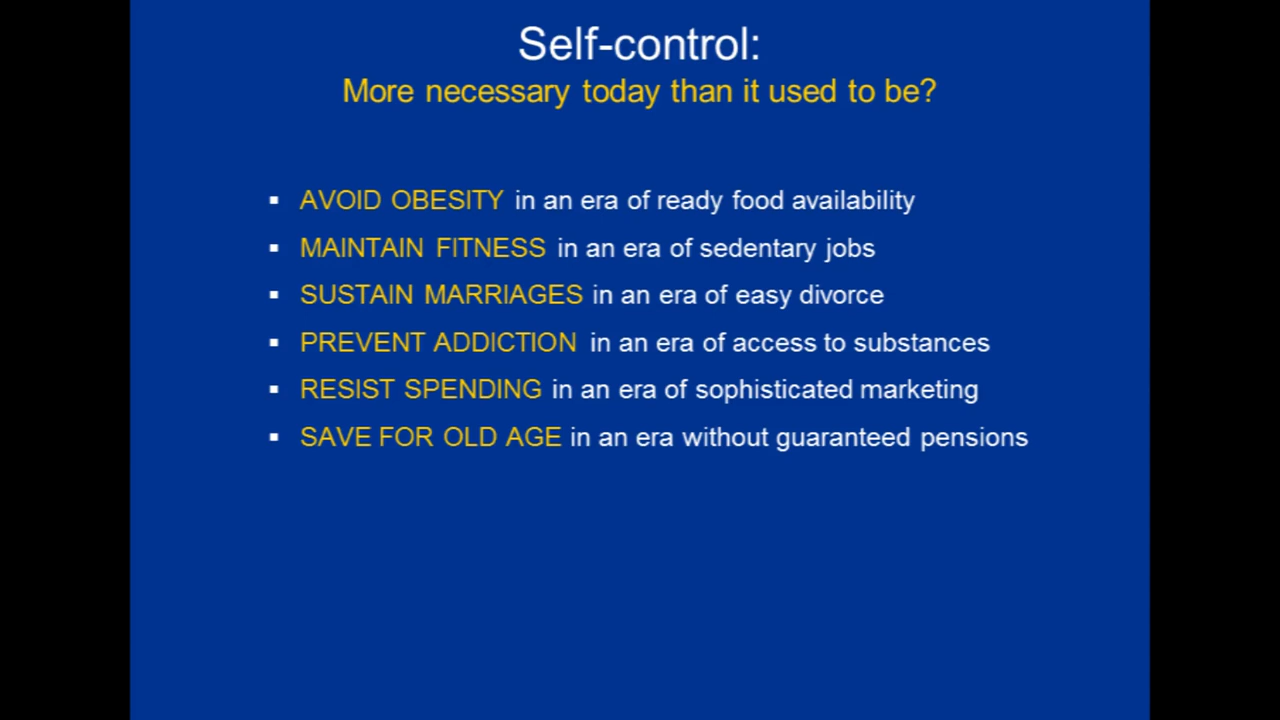 Self-control:
More necessary today than it used to be?
▪ AVOID OBESITY in an era of ready food availability
▪ MAINTAIN FITNESS in an era of sedentary jobs
▪ SUSTAIN MARRIAGES in an era of easy divorce
▪ PREVENT ADDICTION in an era of access to substances
▪ RESIST SPENDING in an era of sophisticated marketing
▪ SAVE FOR OLD AGE in an era without guaranteed pensions